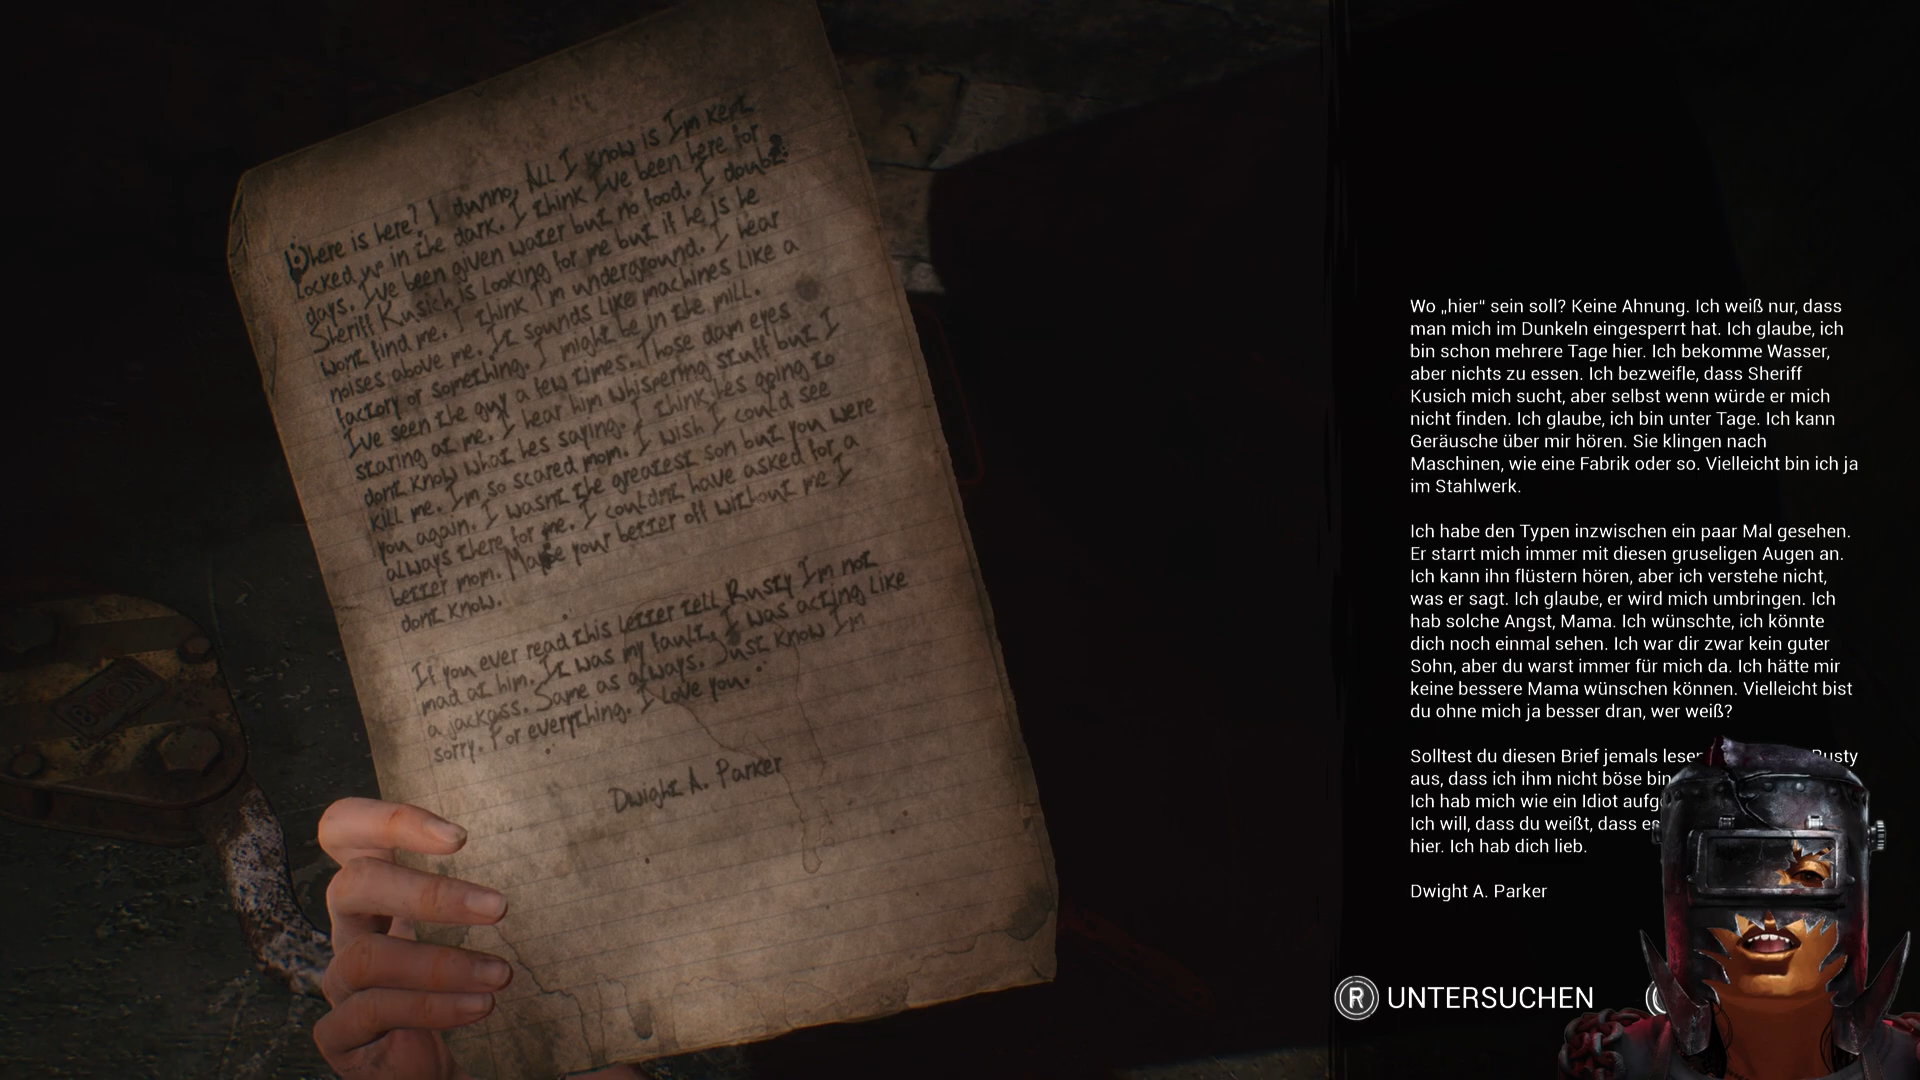 Where is here? I dunno, All I know is Im kept
locked up in the dark. I think I've been here for
days. I've been given water but no food. I doubt
Sheriff Kusich is looking for me but if he is he
wont find me. I think I'm underground. I hear
noises above me. It sounds like machines like a
factory or something. I might be in the mill.
I've seen the guy a few times. Those dam eyes
staring at me. I hear him whispering stuff but I
dont know what hes saying. I think hes going to
kill me. I'm so scared mom. I wish I could see
you again. I wasnt the greatest son but you were
always there for me. I couldnt have asked for a
better mom. Maybe your better off without me I
dont know.
If you ever read this letter tell Rusty I'm not
mad at him. It was my fault, I was acting like
a jackass. Same as always. Just know I'm
sorry. For everything. I love you.
Dwight A. Parker
Wo „hier“ sein soll? Keine Ahnung. Ich weiß nur, dass
man mich im Dunkeln eingesperrt hat. Ich glaube, ich
bin schon mehrere Tage hier. Ich bekomme Wasser,
aber nichts zu essen. Ich bezweifle, dass Sheriff
Kusich mich sucht, aber selbst wenn würde er mich
nicht finden. Ich glaube, ich bin unter Tage. Ich kann
Geräusche über mir hören. Sie klingen nach
Maschinen, wie eine Fabrik oder so. Vielleicht bin ich ja
im Stahlwerk.
Ich habe den Typen inzwischen ein paar Mal gesehen.
Er starrt mich immer mit diesen gruseligen Augen an.
Ich kann ihn flüstern hören, aber ich verstehe nicht,
was er sagt. Ich glaube, er wird mich umbringen. Ich
hab solche Angst, Mama. Ich wünschte, ich könnte
dich noch einmal sehen. Ich war dir zwar kein guter
Sohn, aber du warst immer für mich da. Ich hätte mir
keine bessere Mama wünschen können. Vielleicht bist
du ohne mich ja besser dran, wer weiß?
Solltest du diesen Brief jemals Rusty
aus, dass ich ihm nicht böse bin
Ich hab mich wie ein Idiot
Ich will, dass du weißt, dass
hier. Ich hab dich lieb.
Dwight A. Parker
R UNTERSUCHEN